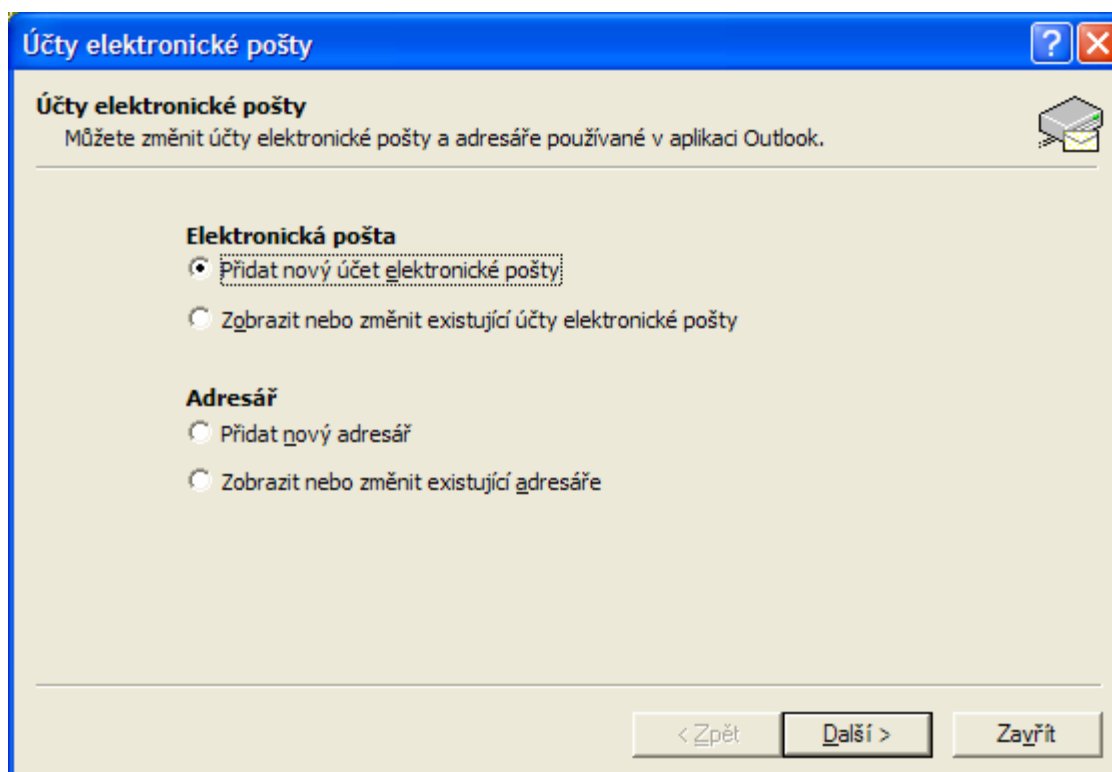 Účty elektronické pošty
?
Účty elektronické pošty
Můžete změnit účty elektronické pošty a adresáře používané v aplikaci Outlook.
Elektronická pošta
Přidat nový účet elektronické pošty
Zobrazit nebo změnit existující účty elektronické pošty
Adresář
Přidat nový adresář
Zobrazit nebo změnit existující adresáře
< Zpět
Další >
Zavřít